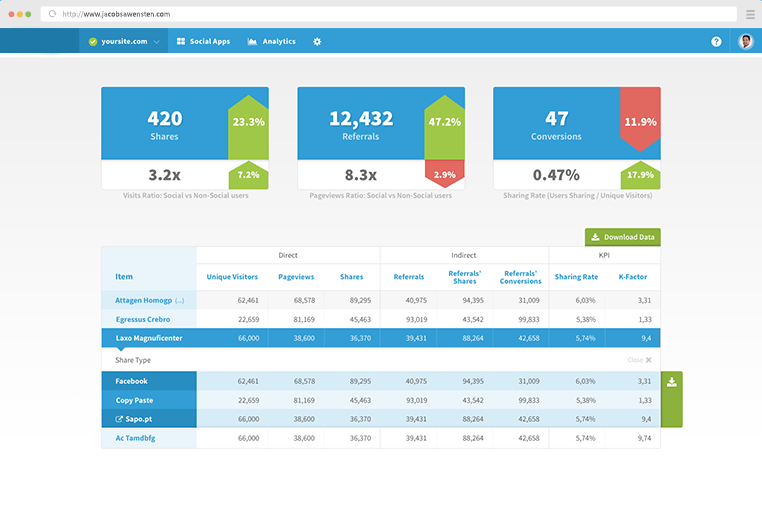 http://www.jacobsawensten.com
yoursite.com Social Apps Analytics ?
420 23.3% 12,432 47.2% 47 11.9%
Shares Referrals Conversions
3.2x 7.2% 8.3x 2.9% 0.47% 17.9%
Visits Ratio: Social vs Non-Social users Pageviews Ratio: Social vs Non-Social users Sharing Rate (Users Sharing / Unique Visitors)
Download Data
Direct Indirect KPI
Item Unique Visitors Pageviews Shares Referrals Referrals' Shares Referrals' Conversions Sharing Rate K-Factor
Attagen Homogp (...) 62,461 68,578 89,295 40,975 94,395 31,009 6,03% 3,31
Egressus Crebro 22,659 81,169 45,463 93,019 43,542 99,833 5,38% 1,33
Laxo Magnuficenter 66,000 38,600 36,370 39,431 88,264 42,658 5,74% 9,4
Share Type Close
Facebook 62,461 68,578 89,295 40,975 94,395 31,009 6,03% 3,31
Copy Paste 22,659 81,169 45,463 93,019 43,542 99,833 5,38% 1,33
Sapo.pt 66,000 38,600 36,370 39,431 88,264 42,658 5,74% 9,4
Ac Tamdbfg 66,000 38,600 36,370 39,431 88,264 42,658 5,74% 9,74